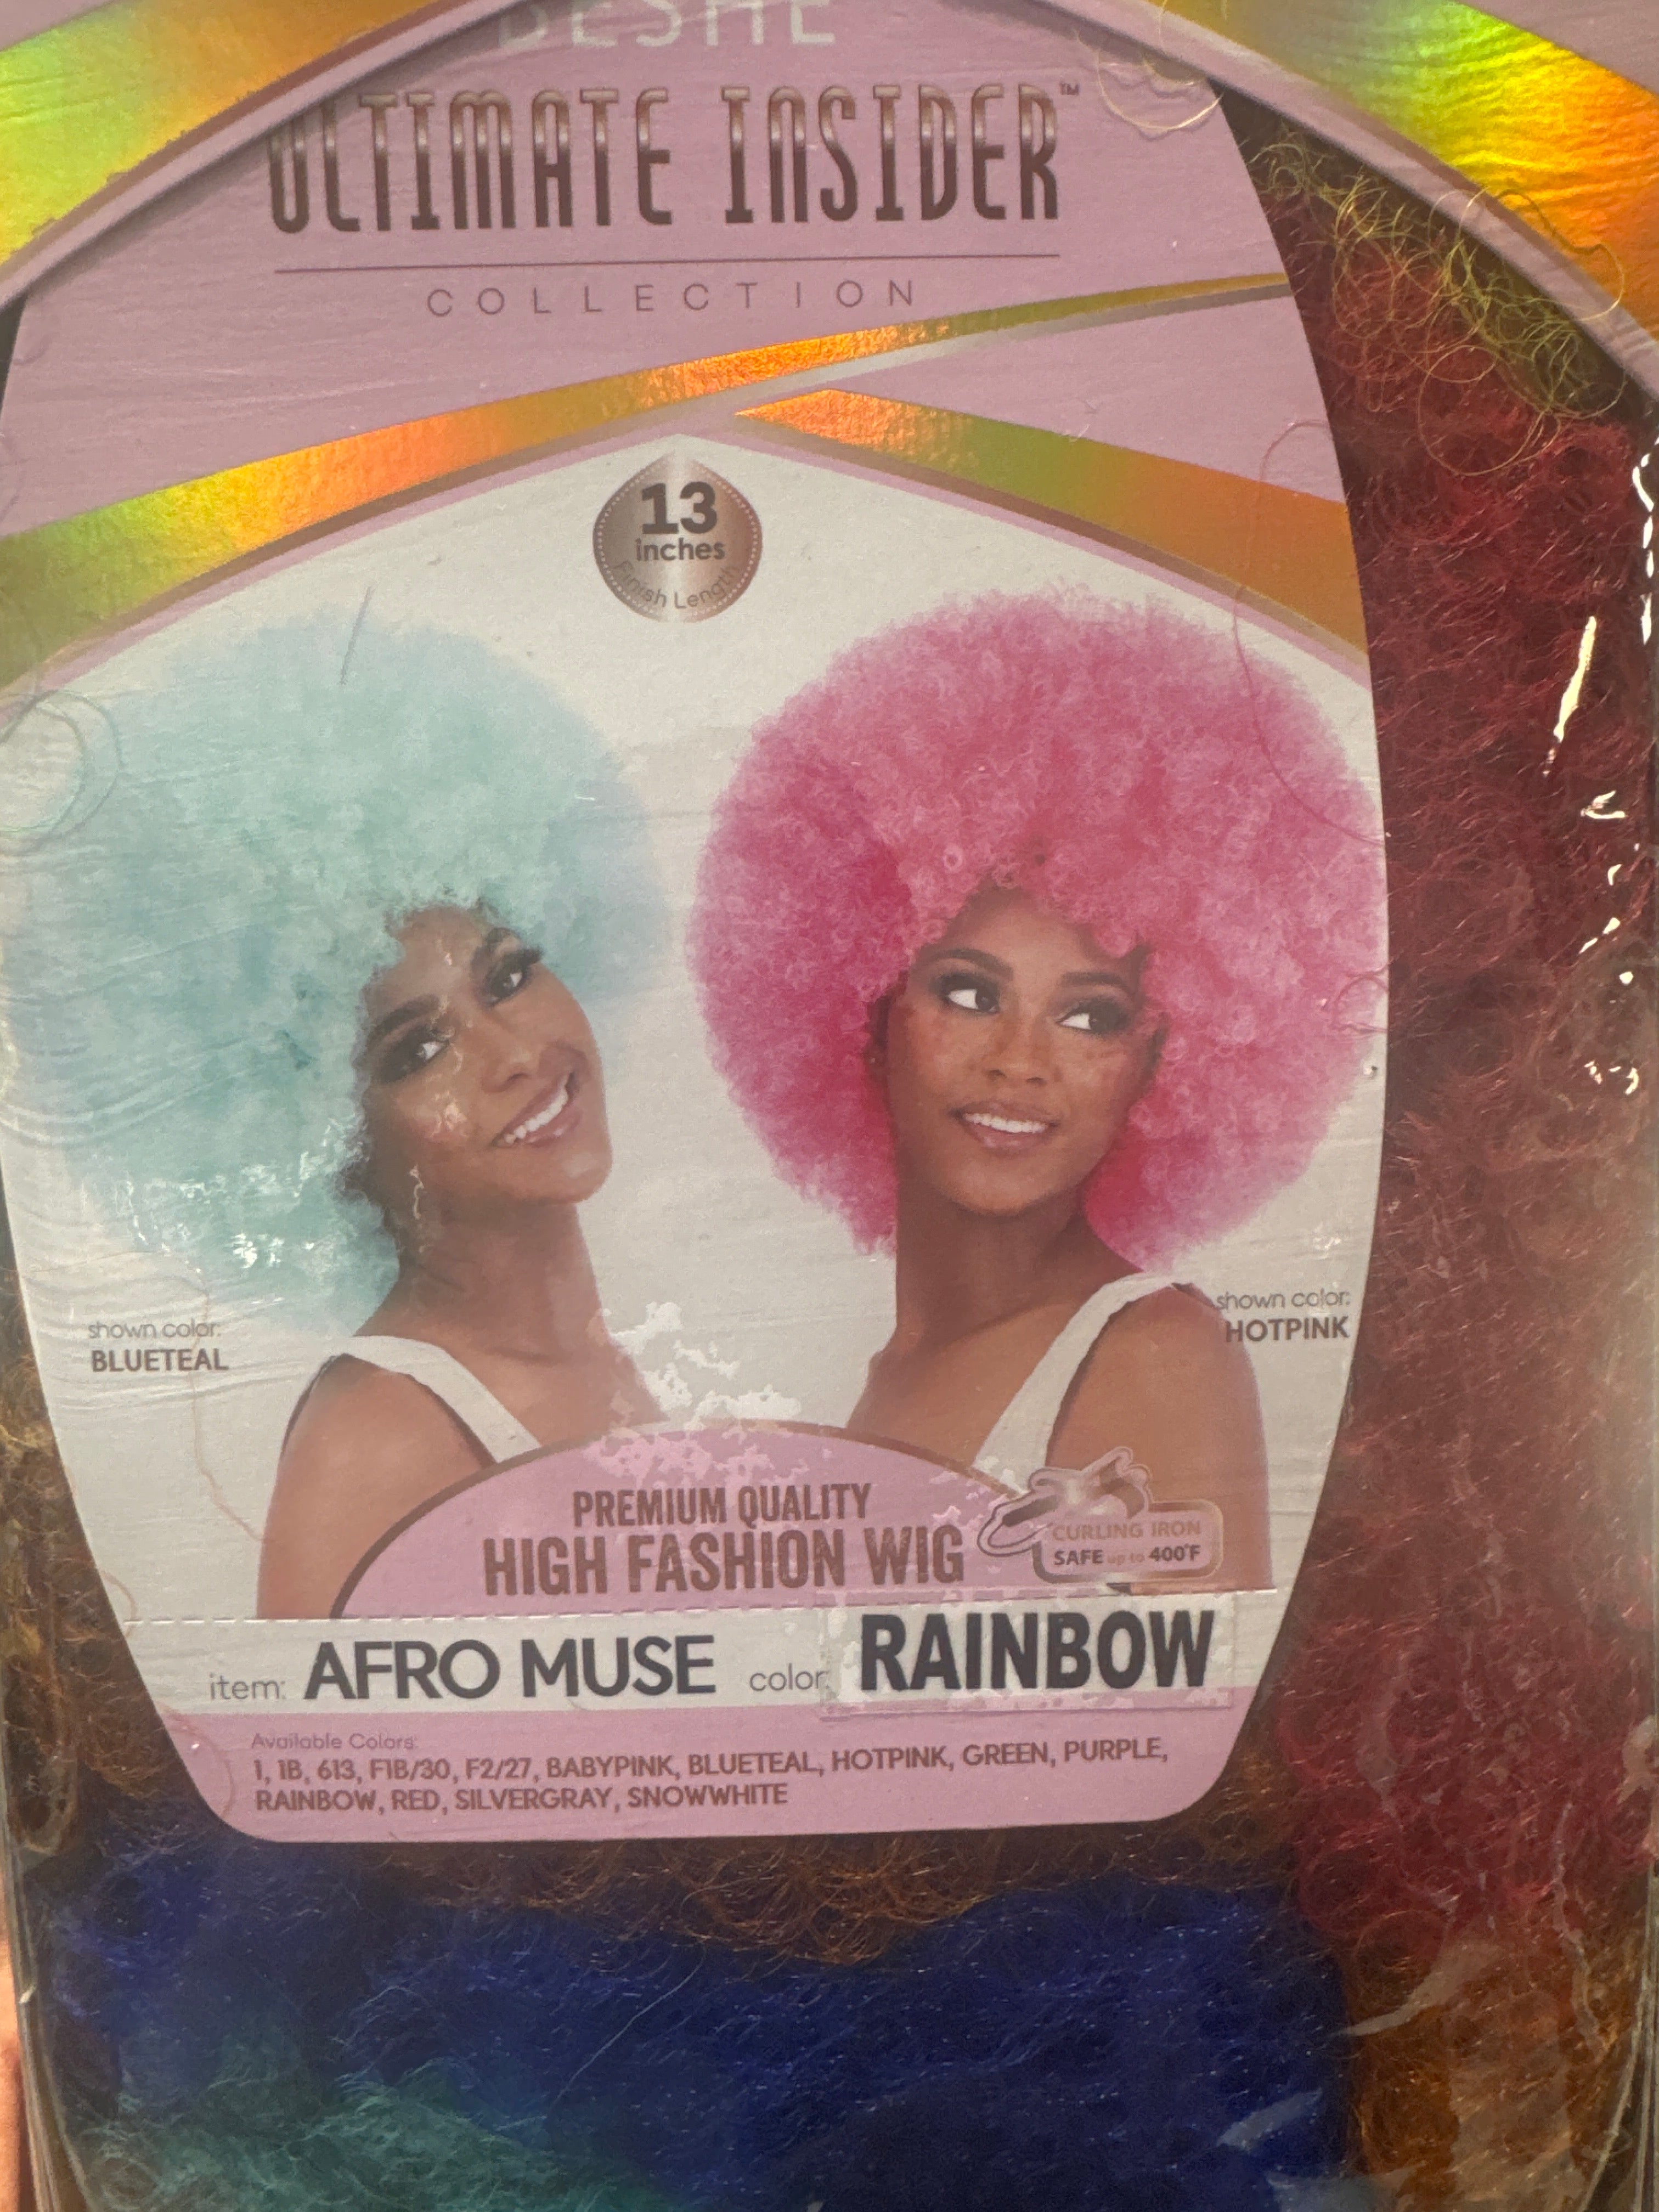 BESHE
ULTIMATE INSIDER™
COLLECTION
13
inches
Finish Length
shown color:
BLUETEAL
shown color:
HOTPINK
PREMIUM QUALITY
HIGH FASHION WIG
CURLING IRON
SAFE up to 400°F
item: AFRO MUSE color: RAINBOW
Available Colors:
1, 1B, 613, F1B/30, F2/27, BABYPINK, BLUETEAL, HOTPINK, GREEN, PURPLE,
RAINBOW, RED, SILVERGRAY, SNOWWHITE